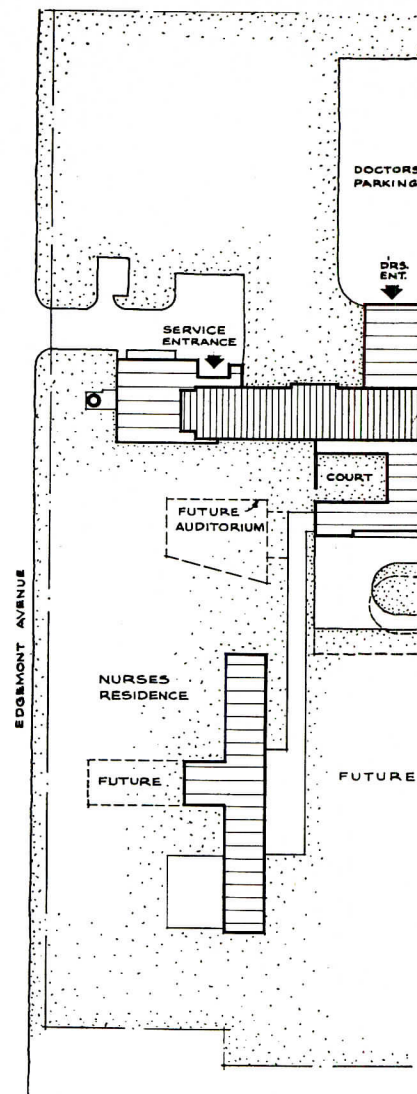 DOCTORS
PARKING
DRS.
ENT.
SERVICE
ENTRANCE
COURT
FUTURE
AUDITORIUM
EDGEMONT AVENUE
NURSES
RESIDENCE
FUTURE
FUTURE